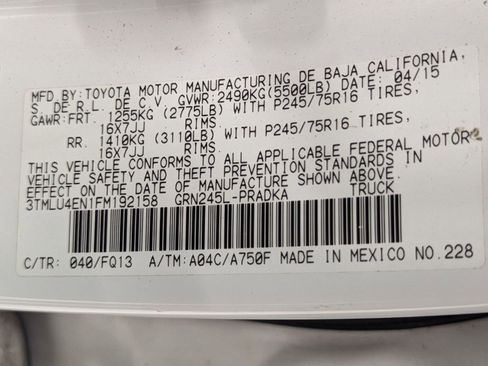 MFD BY:TOYOTA MOTOR MANUFACTURING DE BAJA CALIFORNIA,
S. DE R.L. DE C.V. GVWR:2490KG(5500LB) DATE: 04/15
GAWR:FRT. 1255KG (2775LB) WITH P245/75R16 TIRES,
16X7JJ RIMS
RR. 1410KG (3110LB) WITH P245/75R16 TIRES,
16X7JJ RIMS
THIS VEHICLE CONFORMS TO ALL APPLICABLE FEDERAL MOTOR
VEHICLE SAFETY AND THEFT PREVENTION STANDARDS IN
EFFECT ON THE DATE OF MANUFACTURE SHOWN ABOVE.
3TMLU4EN1FM192158 GRN245L-PRADKA TRUCK
C/TR: 040/FQ13 A/TM:A04C/A750F MADE IN MEXICO NO.228